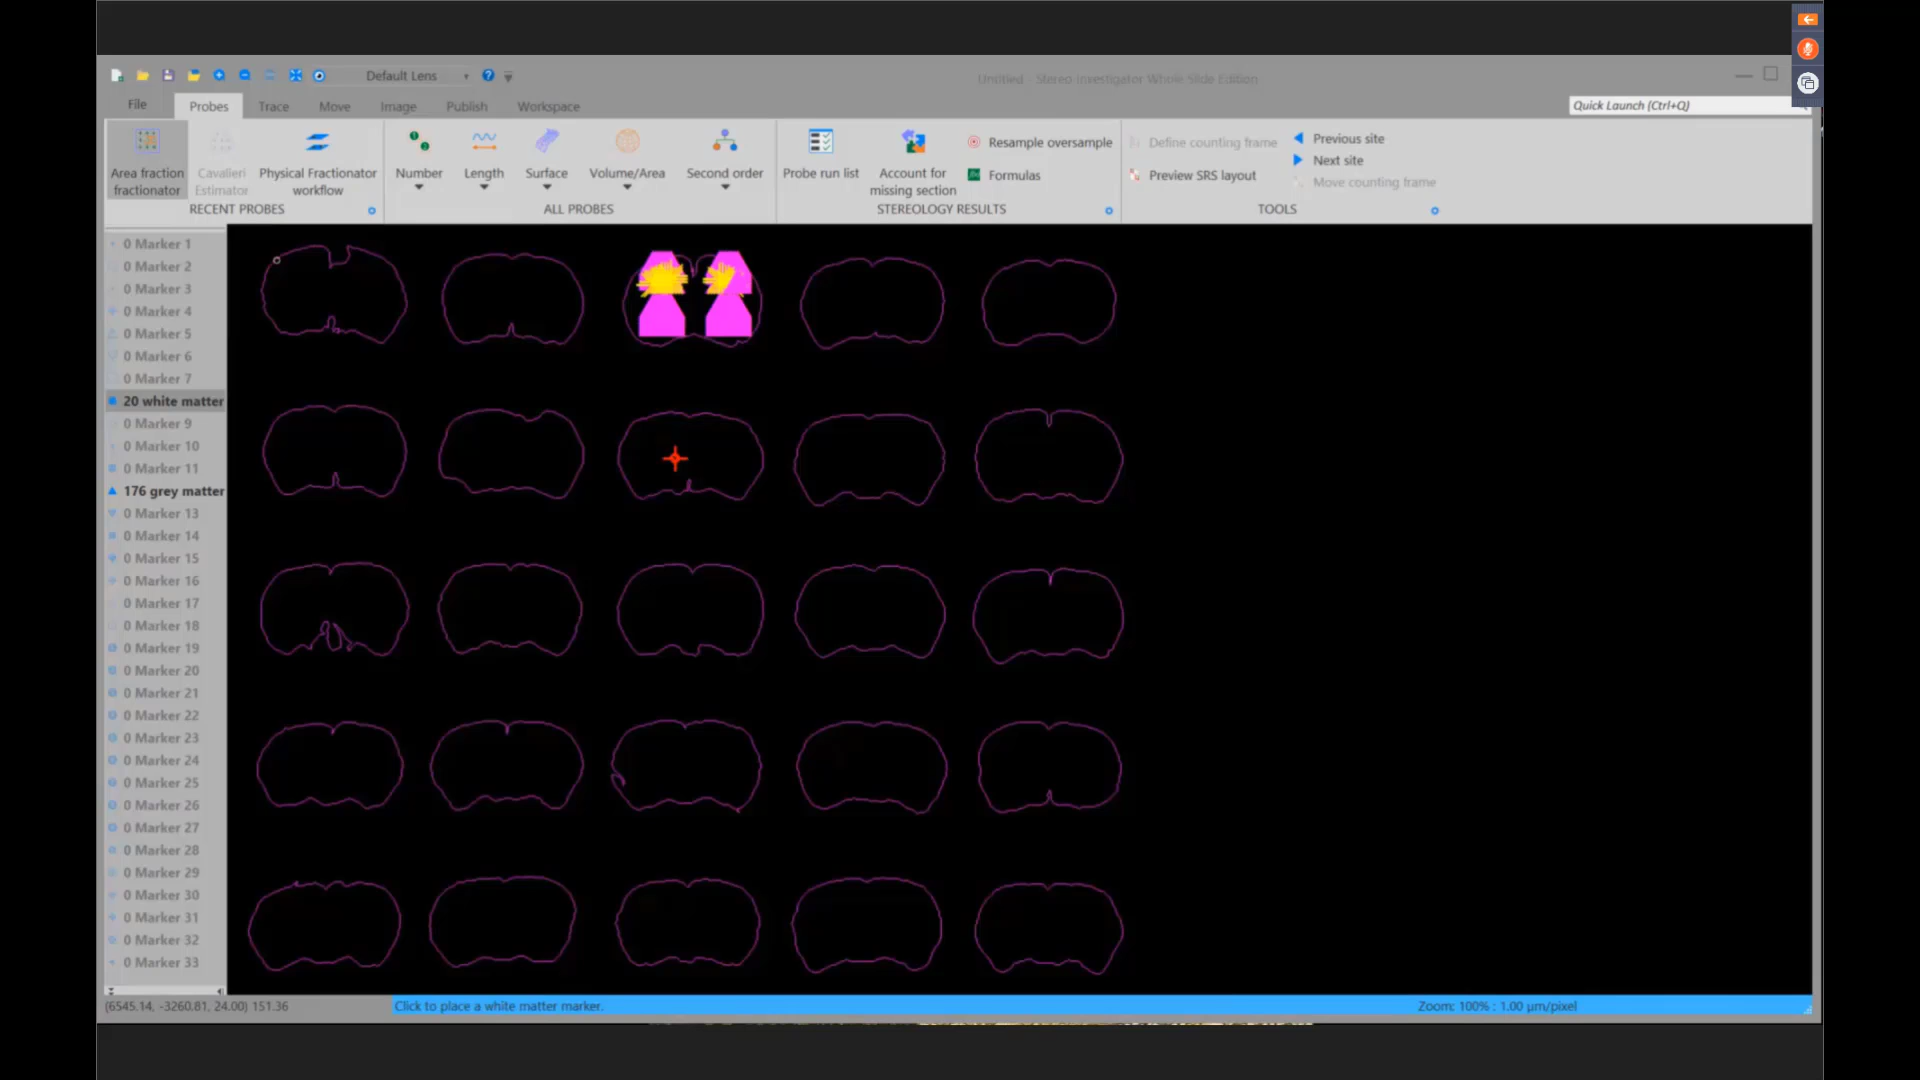 Default Lens
Untitled - Stereo Investigator Whole Slide Edition
File Probes Trace Move Image Publish Workspace
Quick Launch (Ctrl+Q)
Area fraction fractionator
Cavalieri Estimator
Physical Fractionator workflow
RECENT PROBES
Number
Length
Surface
Volume/Area
Second order
ALL PROBES
Probe run list
Account for missing section
Resample oversample
Formulas
STEREOLOGY RESULTS
Define counting frame
Preview SRS layout
Previous site
Next site
Move counting frame
TOOLS
0 Marker 1
0 Marker 2
0 Marker 3
0 Marker 4
0 Marker 5
0 Marker 6
0 Marker 7
20 white matter
0 Marker 9
0 Marker 10
0 Marker 11
176 grey matter
0 Marker 13
0 Marker 14
0 Marker 15
0 Marker 16
0 Marker 17
0 Marker 18
0 Marker 19
0 Marker 20
0 Marker 21
0 Marker 22
0 Marker 23
0 Marker 24
0 Marker 25
0 Marker 26
0 Marker 27
0 Marker 28
0 Marker 29
0 Marker 30
0 Marker 31
0 Marker 32
0 Marker 33
(6545.14, -3260.81, 24.00) 151.36
Click to place a white matter marker.
Zoom: 100% : 1.00 µm/pixel